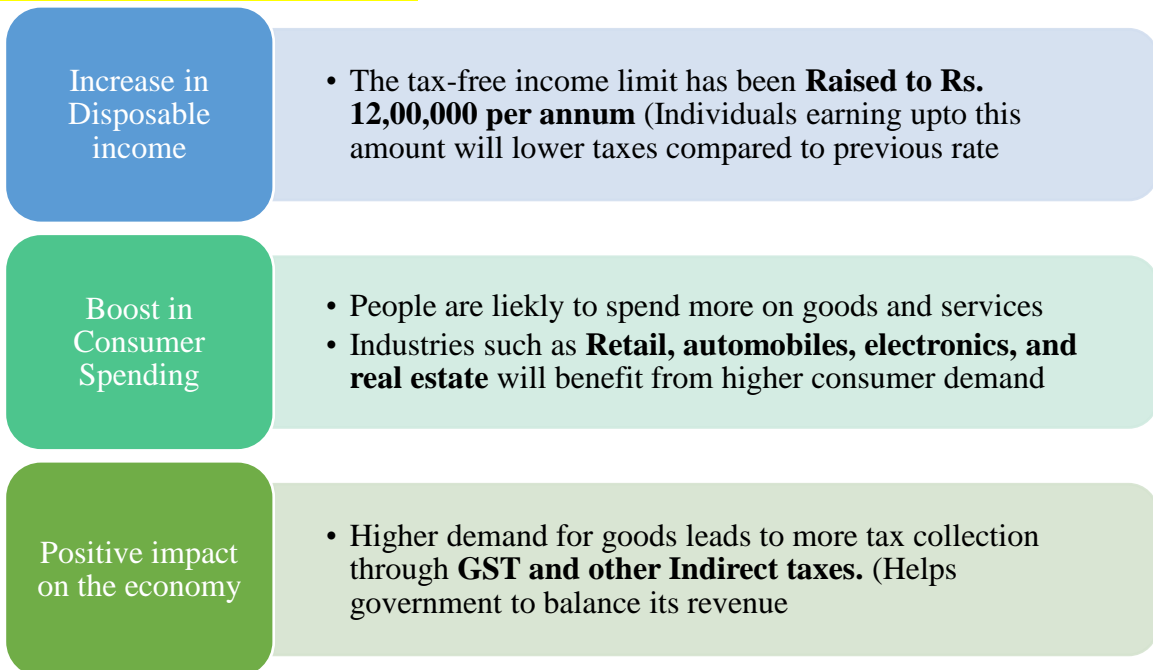 Increase in
Disposable
income
• The tax-free income limit has been Raised to Rs.
12,00,000 per annum (Individuals earning upto this
amount will lower taxes compared to previous rate
Boost in
Consumer
Spending
• People are liekly to spend more on goods and services
• Industries such as Retail, automobiles, electronics, and
real estate will benefit from higher consumer demand
Positive impact
on the economy
• Higher demand for goods leads to more tax collection
through GST and other Indirect taxes. (Helps
government to balance its revenue